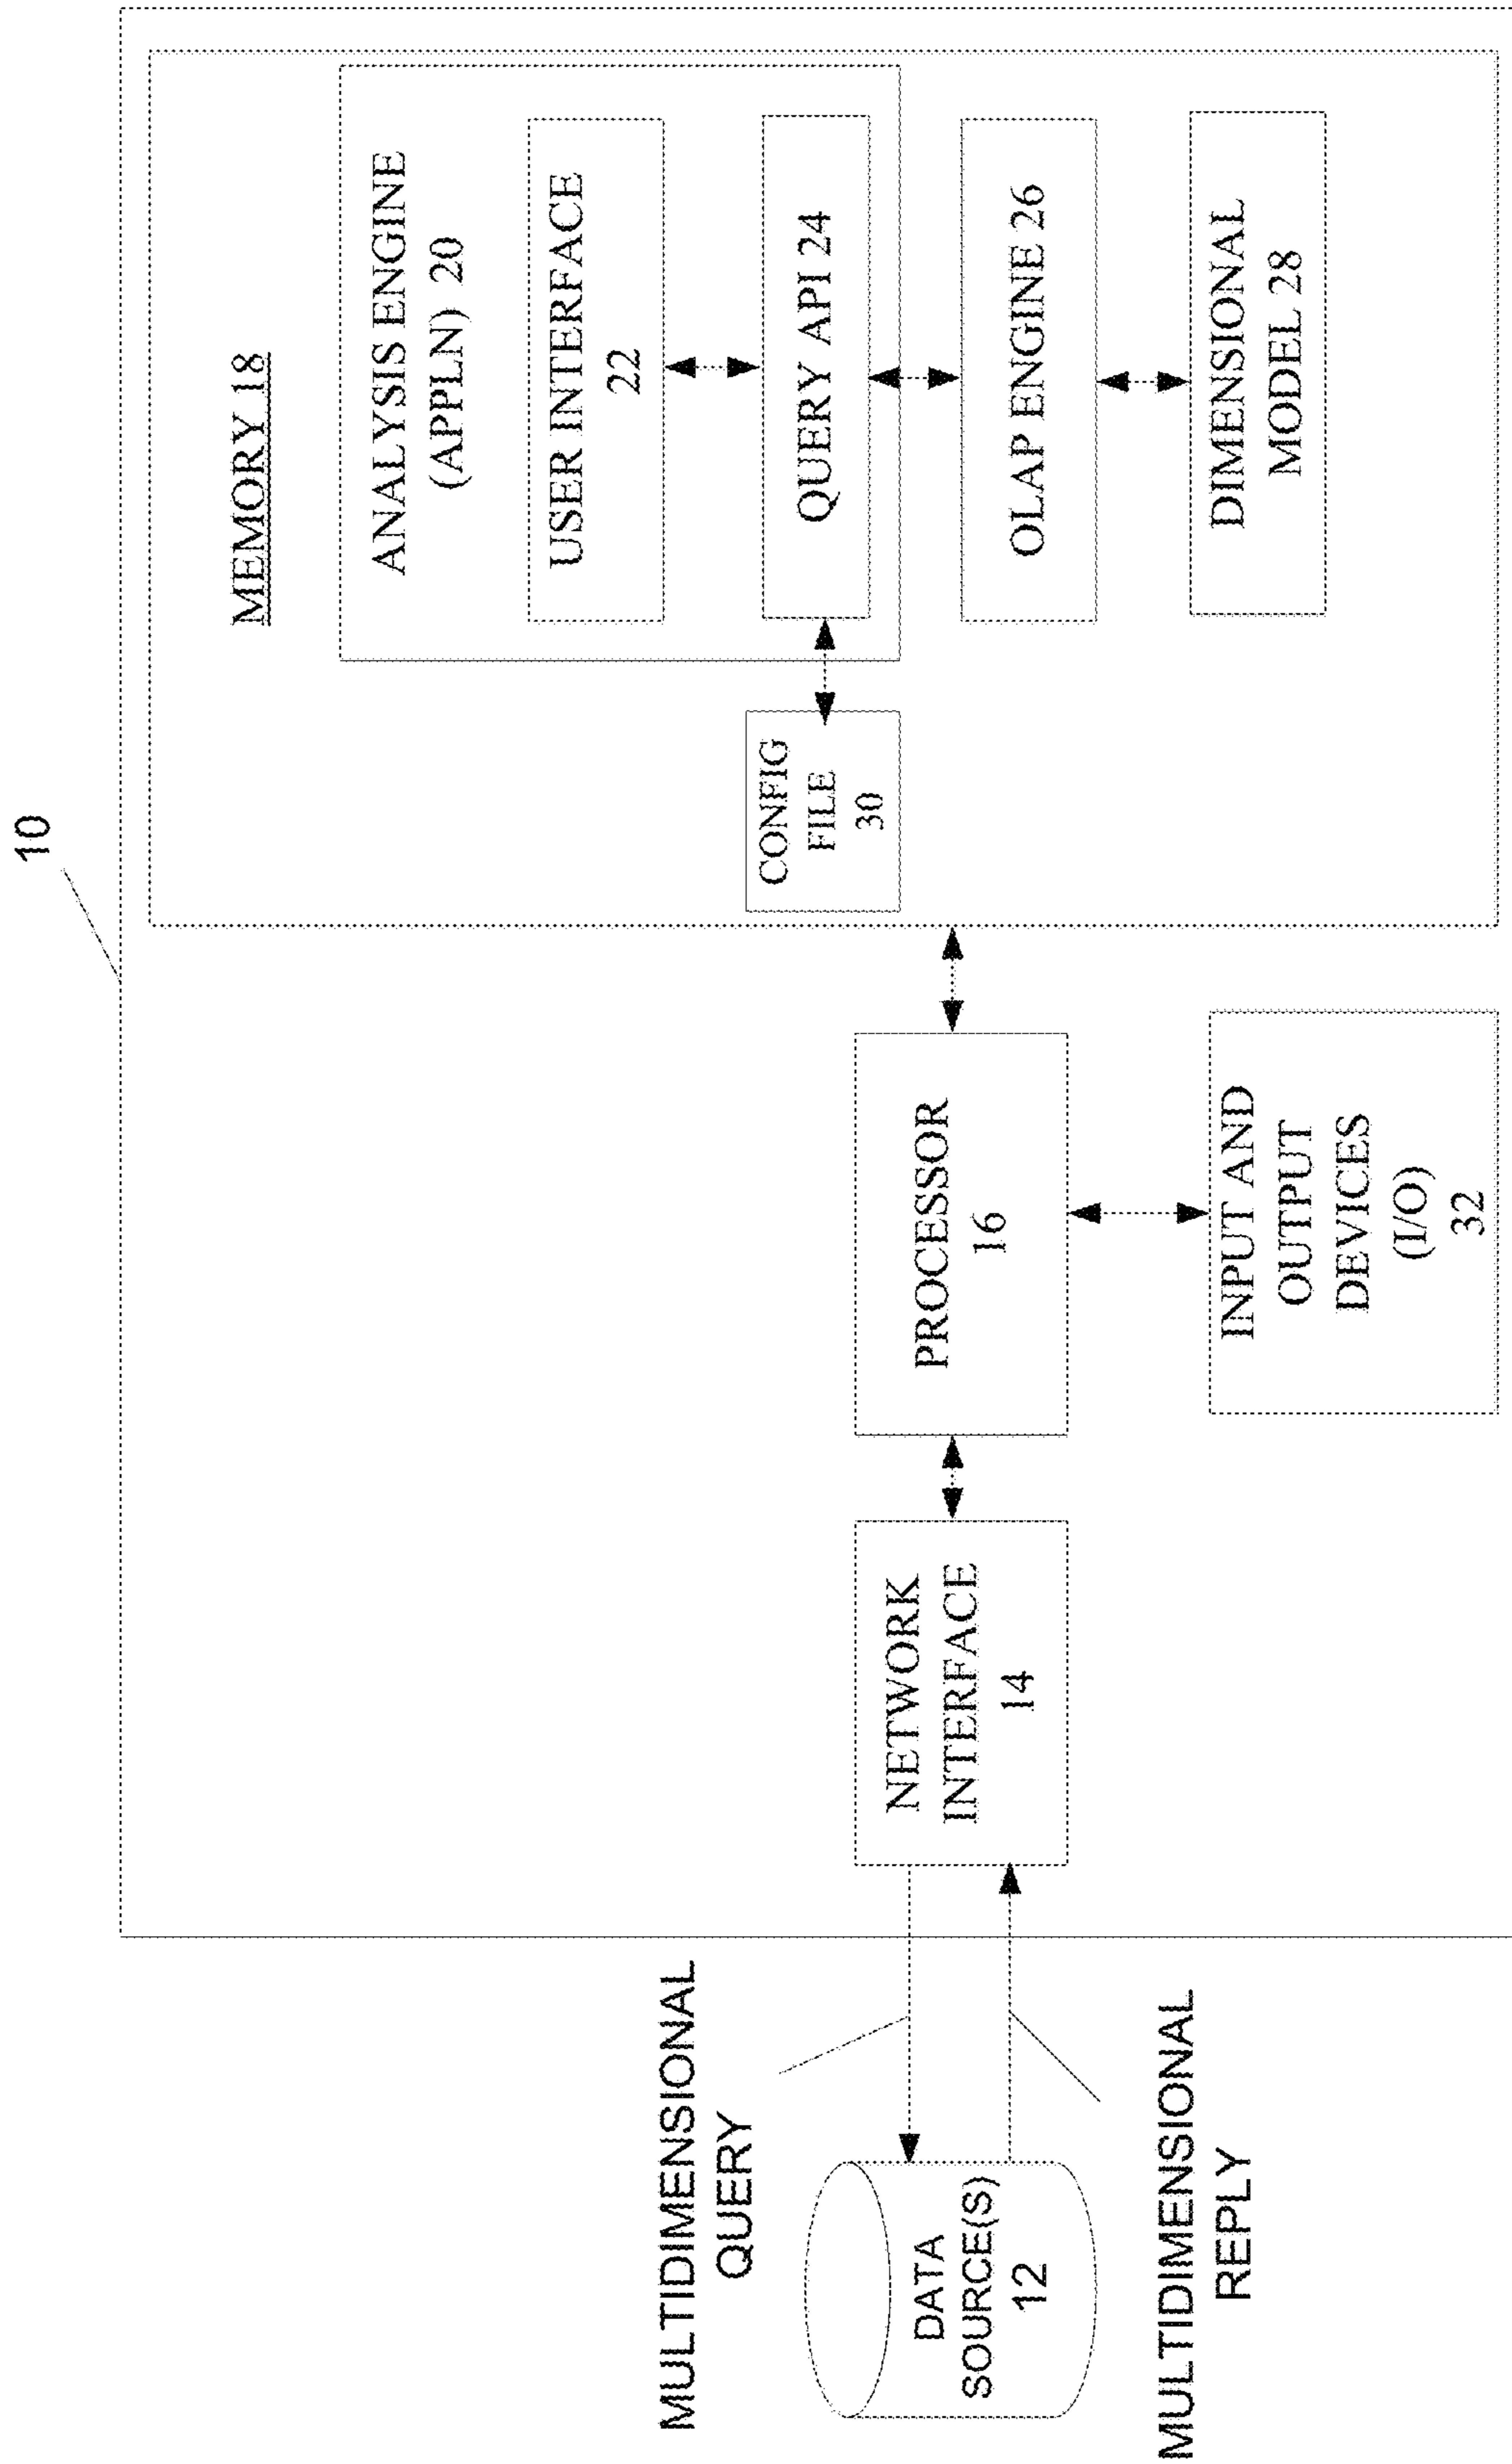 10
MULTIDIMENSIONAL
QUERY
DATA
SOURCE(S)
12
MULTIDIMENSIONAL
REPLY
NETWORK
INTERFACE
14
PROCESSOR
16
INPUT AND
OUTPUT
DEVICES
(I/O)
32
MEMORY 18
CONFIG
FILE
30
ANALYSIS ENGINE
(APPLN) 20
USER INTERFACE
22
QUERY API 24
OLAP ENGINE 26
DIMENSIONAL
MODEL 28